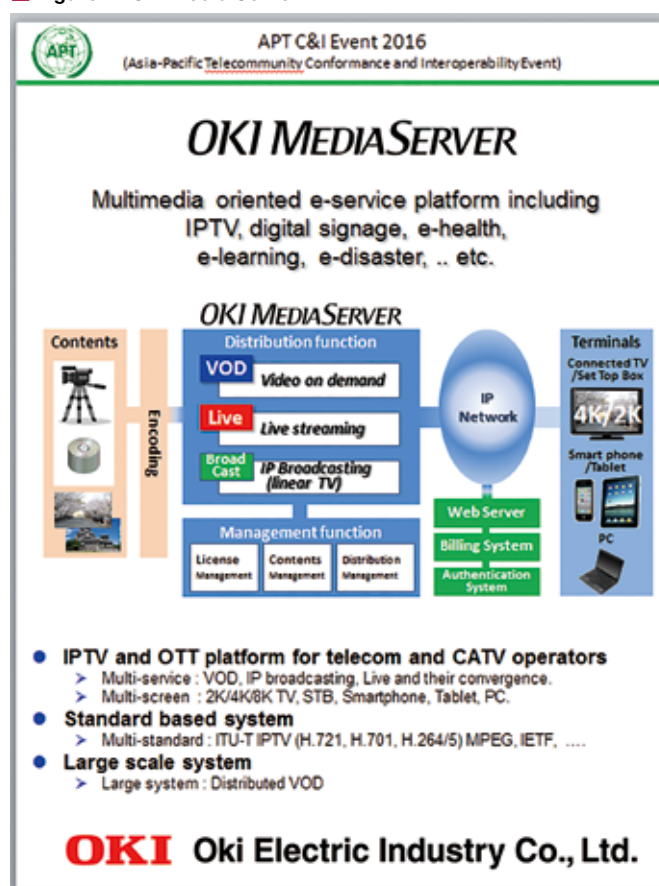 APT
APT C&I Event 2016
(Asia-Pacific Telecommunity Conformance and Interoperability Event)
OKI MEDIASERVER
Multimedia oriented e-service platform including
IPTV, digital signage, e-health,
e-learning, e-disaster, .. etc.
OKI MEDIASERVER
Contents
Encoding
Distribution function
VOD
Video on demand
Live
Live streaming
Broad
Cast
IP Broadcasting
(linear TV)
Management function
License
Management
Contents
Management
Distribution
Management
IP
Network
Web Server
Billing System
Authentication
System
Terminals
Connected TV
/Set Top Box
4K/2K
Smart phone
/Tablet
PC
● IPTV and OTT platform for telecom and CATV operators
➤ Multi-service : VOD, IP broadcasting, Live and their convergence.
➤ Multi-screen : 2K/4K/8K TV, STB, Smartphone, Tablet, PC.
● Standard based system
➤ Multi-standard : ITU-T IPTV (H.721, H.701, H.264/5) MPEG, IETF, ....
● Large scale system
➤ Large system : Distributed VOD
OKI Oki Electric Industry Co., Ltd.